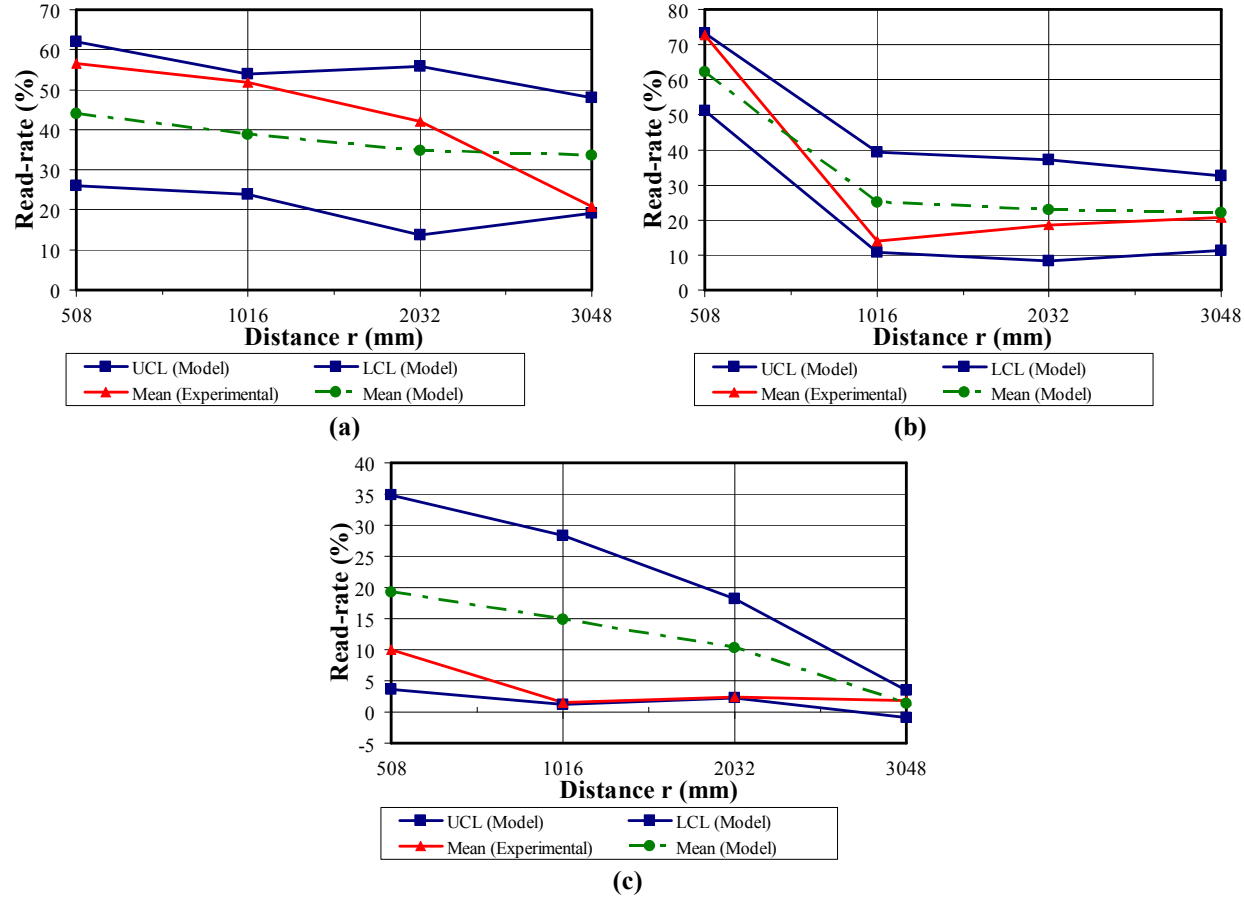 70
60
50
40
30
20
10
0
Read-rate (%)
508 1016 2032 3048
Distance r (mm)
UCL (Model) LCL (Model)
Mean (Experimental) Mean (Model)
(a)
80
70
60
50
40
30
20
10
0
Read-rate (%)
508 1016 2032 3048
Distance r (mm)
UCL (Model) LCL (Model)
Mean (Experimental) Mean (Model)
(b)
40
35
30
25
20
15
10
5
0
-5
Read-rate (%)
508 1016 2032 3048
Distance r (mm)
UCL (Model) LCL (Model)
Mean (Experimental) Mean (Model)
(c)